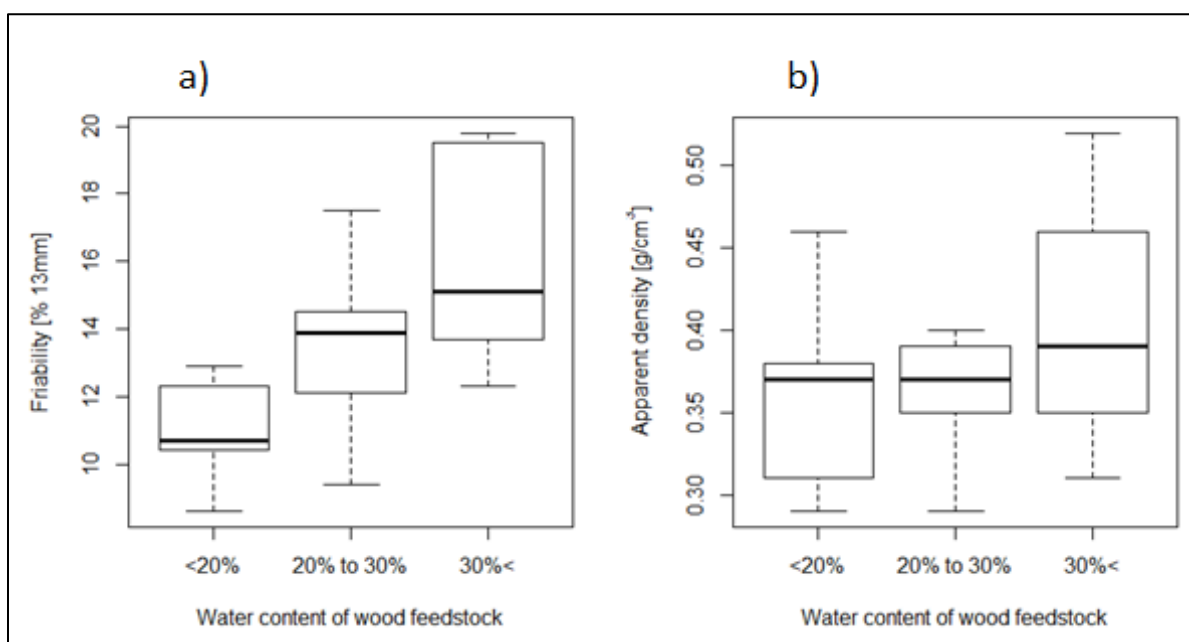 a)
Friability [% 13mm]
20
18
16
14
12
10
<20%
20% to 30%
30%<
Water content of wood feedstock
b)
Apparent density [g/cm³]
0.50
0.45
0.40
0.35
0.30
<20%
20% to 30%
30%<
Water content of wood feedstock